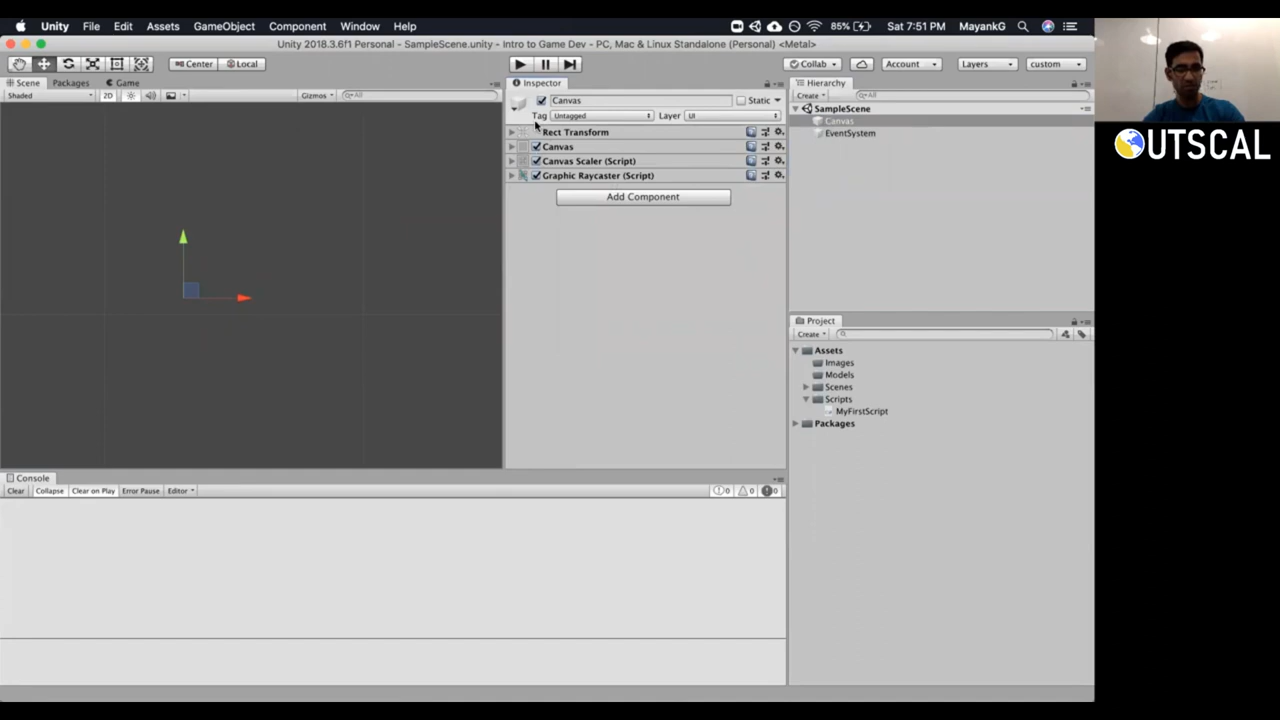 Unity File Edit Assets GameObject Component Window Help 85% Sat 7:51 PM MayankG
Unity 2018.3.6f1 Personal - SampleScene.unity - Intro to Game Dev - PC, Mac & Linux Standalone (Personal) <Metal>
Center Local Collab Account Layers custom
Scene Packages Game
Shaded 2D Gizmos All
Inspector
Canvas Static
Tag Untagged Layer UI
Rect Transform
Canvas
Canvas Scaler (Script)
Graphic Raycaster (Script)
Add Component
Hierarchy
Create All
SampleScene
Canvas
EventSystem
Project
Create
Assets
Images
Models
Scenes
Scripts
MyFirstScript
Packages
Console
Clear Collapse Clear on Play Error Pause Editor 0 0 0
OUTSCAL